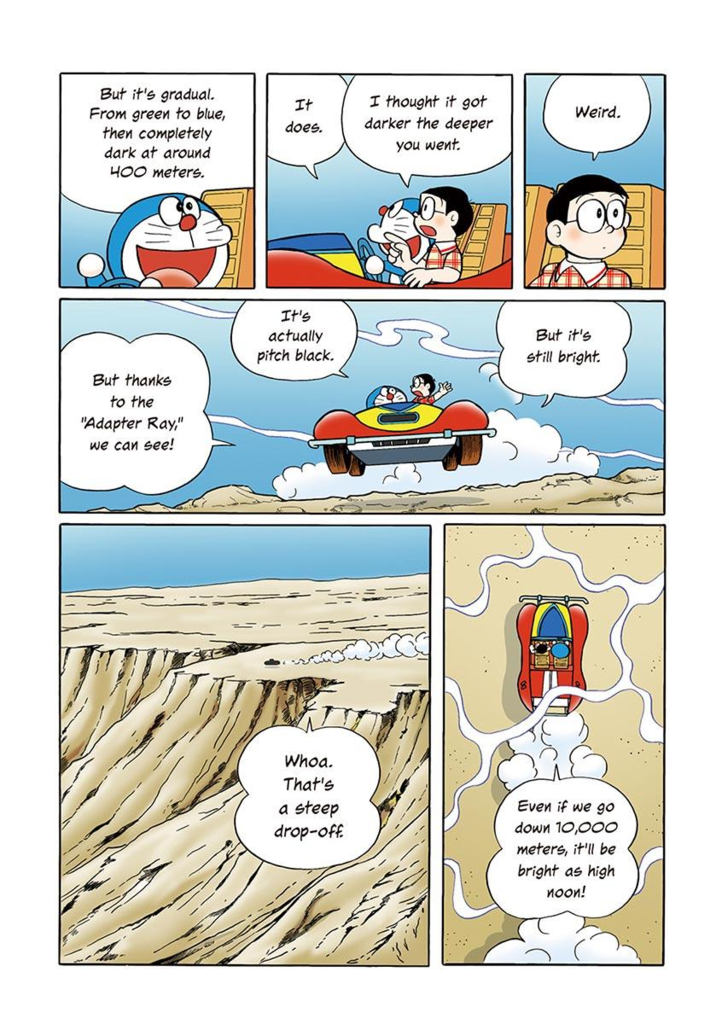 Weird.
I thought it got
darker the deeper
you went.
It
does.
But it's gradual.
From green to blue,
then completely
dark at around
400 meters.
But it's
still bright.
It's
actually
pitch black.
But thanks
to the
"Adapter Ray,"
we can see!
8
8
Even if we go
down 10,000
meters, it'll be
bright as high
noon!
Whoa.
That's
a steep
drop-off.